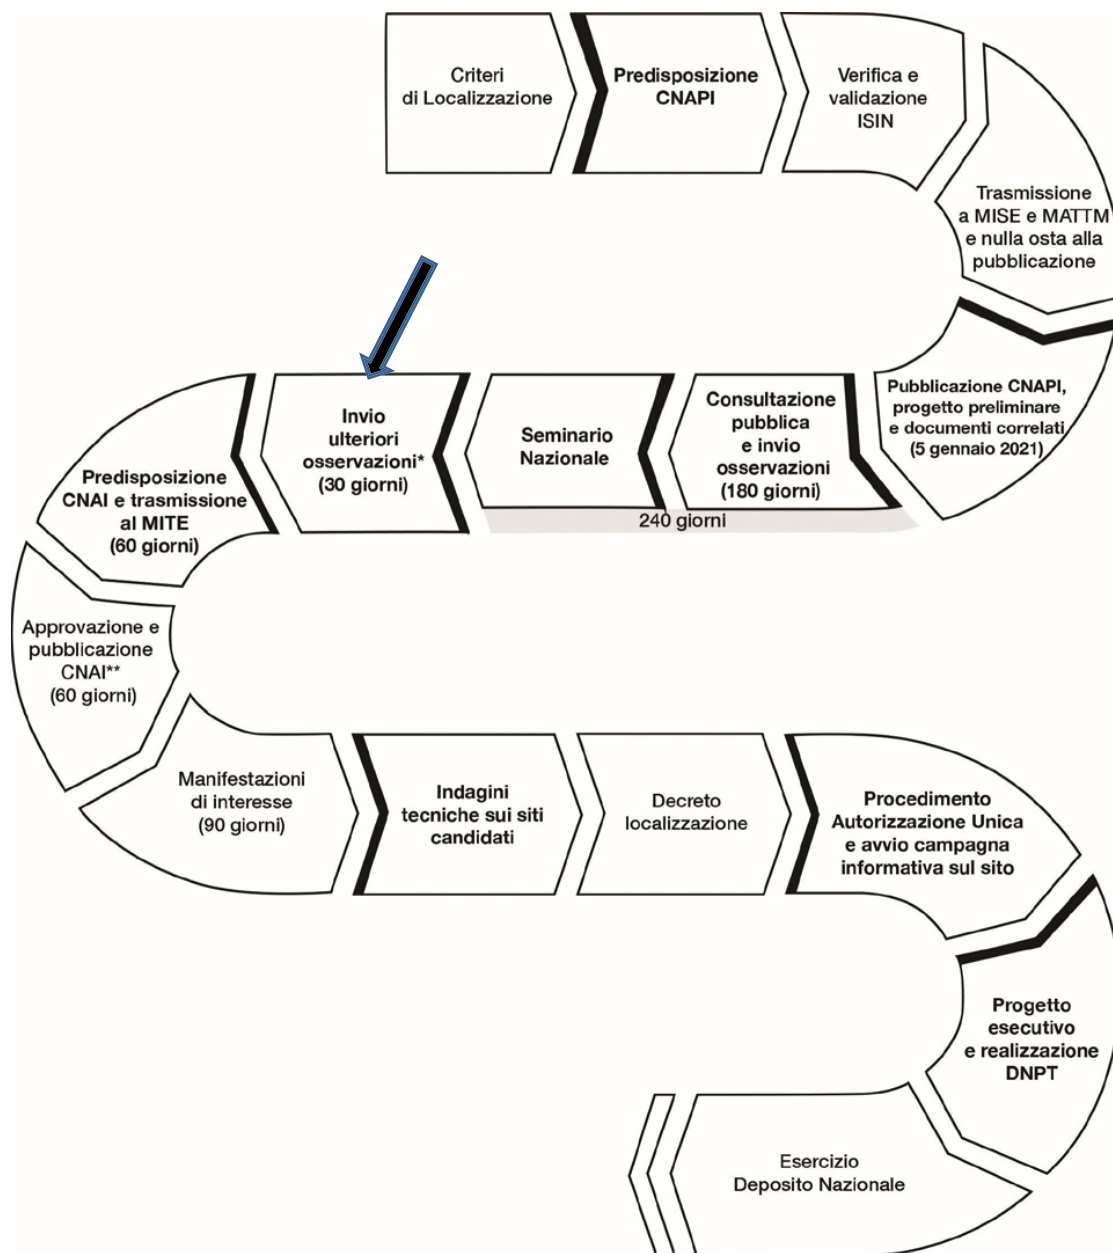 Criteri
di Localizzazione
Predisposizione
CNAPI
Verifica e
validazione
ISIN
Trasmissione
a MISE e MATTM
e nulla osta alla
pubblicazione
Pubblicazione CNAPI,
progetto preliminare
e documenti correlati
(5 gennaio 2021)
Consultazione
pubblica
e invio
osservazioni
(180 giorni)
Seminario
Nazionale
240 giorni
Invio
ulteriori
osservazioni*
(30 giorni)
Predisposizione
CNAI e trasmissione
al MITE
(60 giorni)
Approvazione e
pubblicazione
CNAI**
(60 giorni)
Manifestazioni
di interesse
(90 giorni)
Indagini
tecniche sui siti
candidati
Decreto
localizzazione
Procedimento
Autorizzazione Unica
e avvio campagna
informativa sul sito
Progetto
esecutivo
e realizzazione
DNPT
Esercizio
Deposito Nazionale